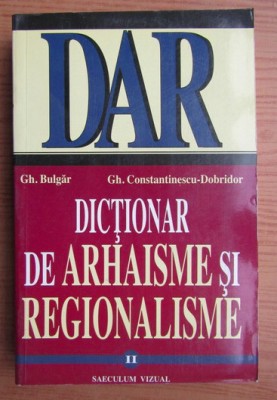 DAR
Gh. Bulgăr Gh. Constantinescu-Dobridor
DICȚIONAR
DE ARHAISME ȘI
REGIONALISME
II
SAECULUM VIZUAL